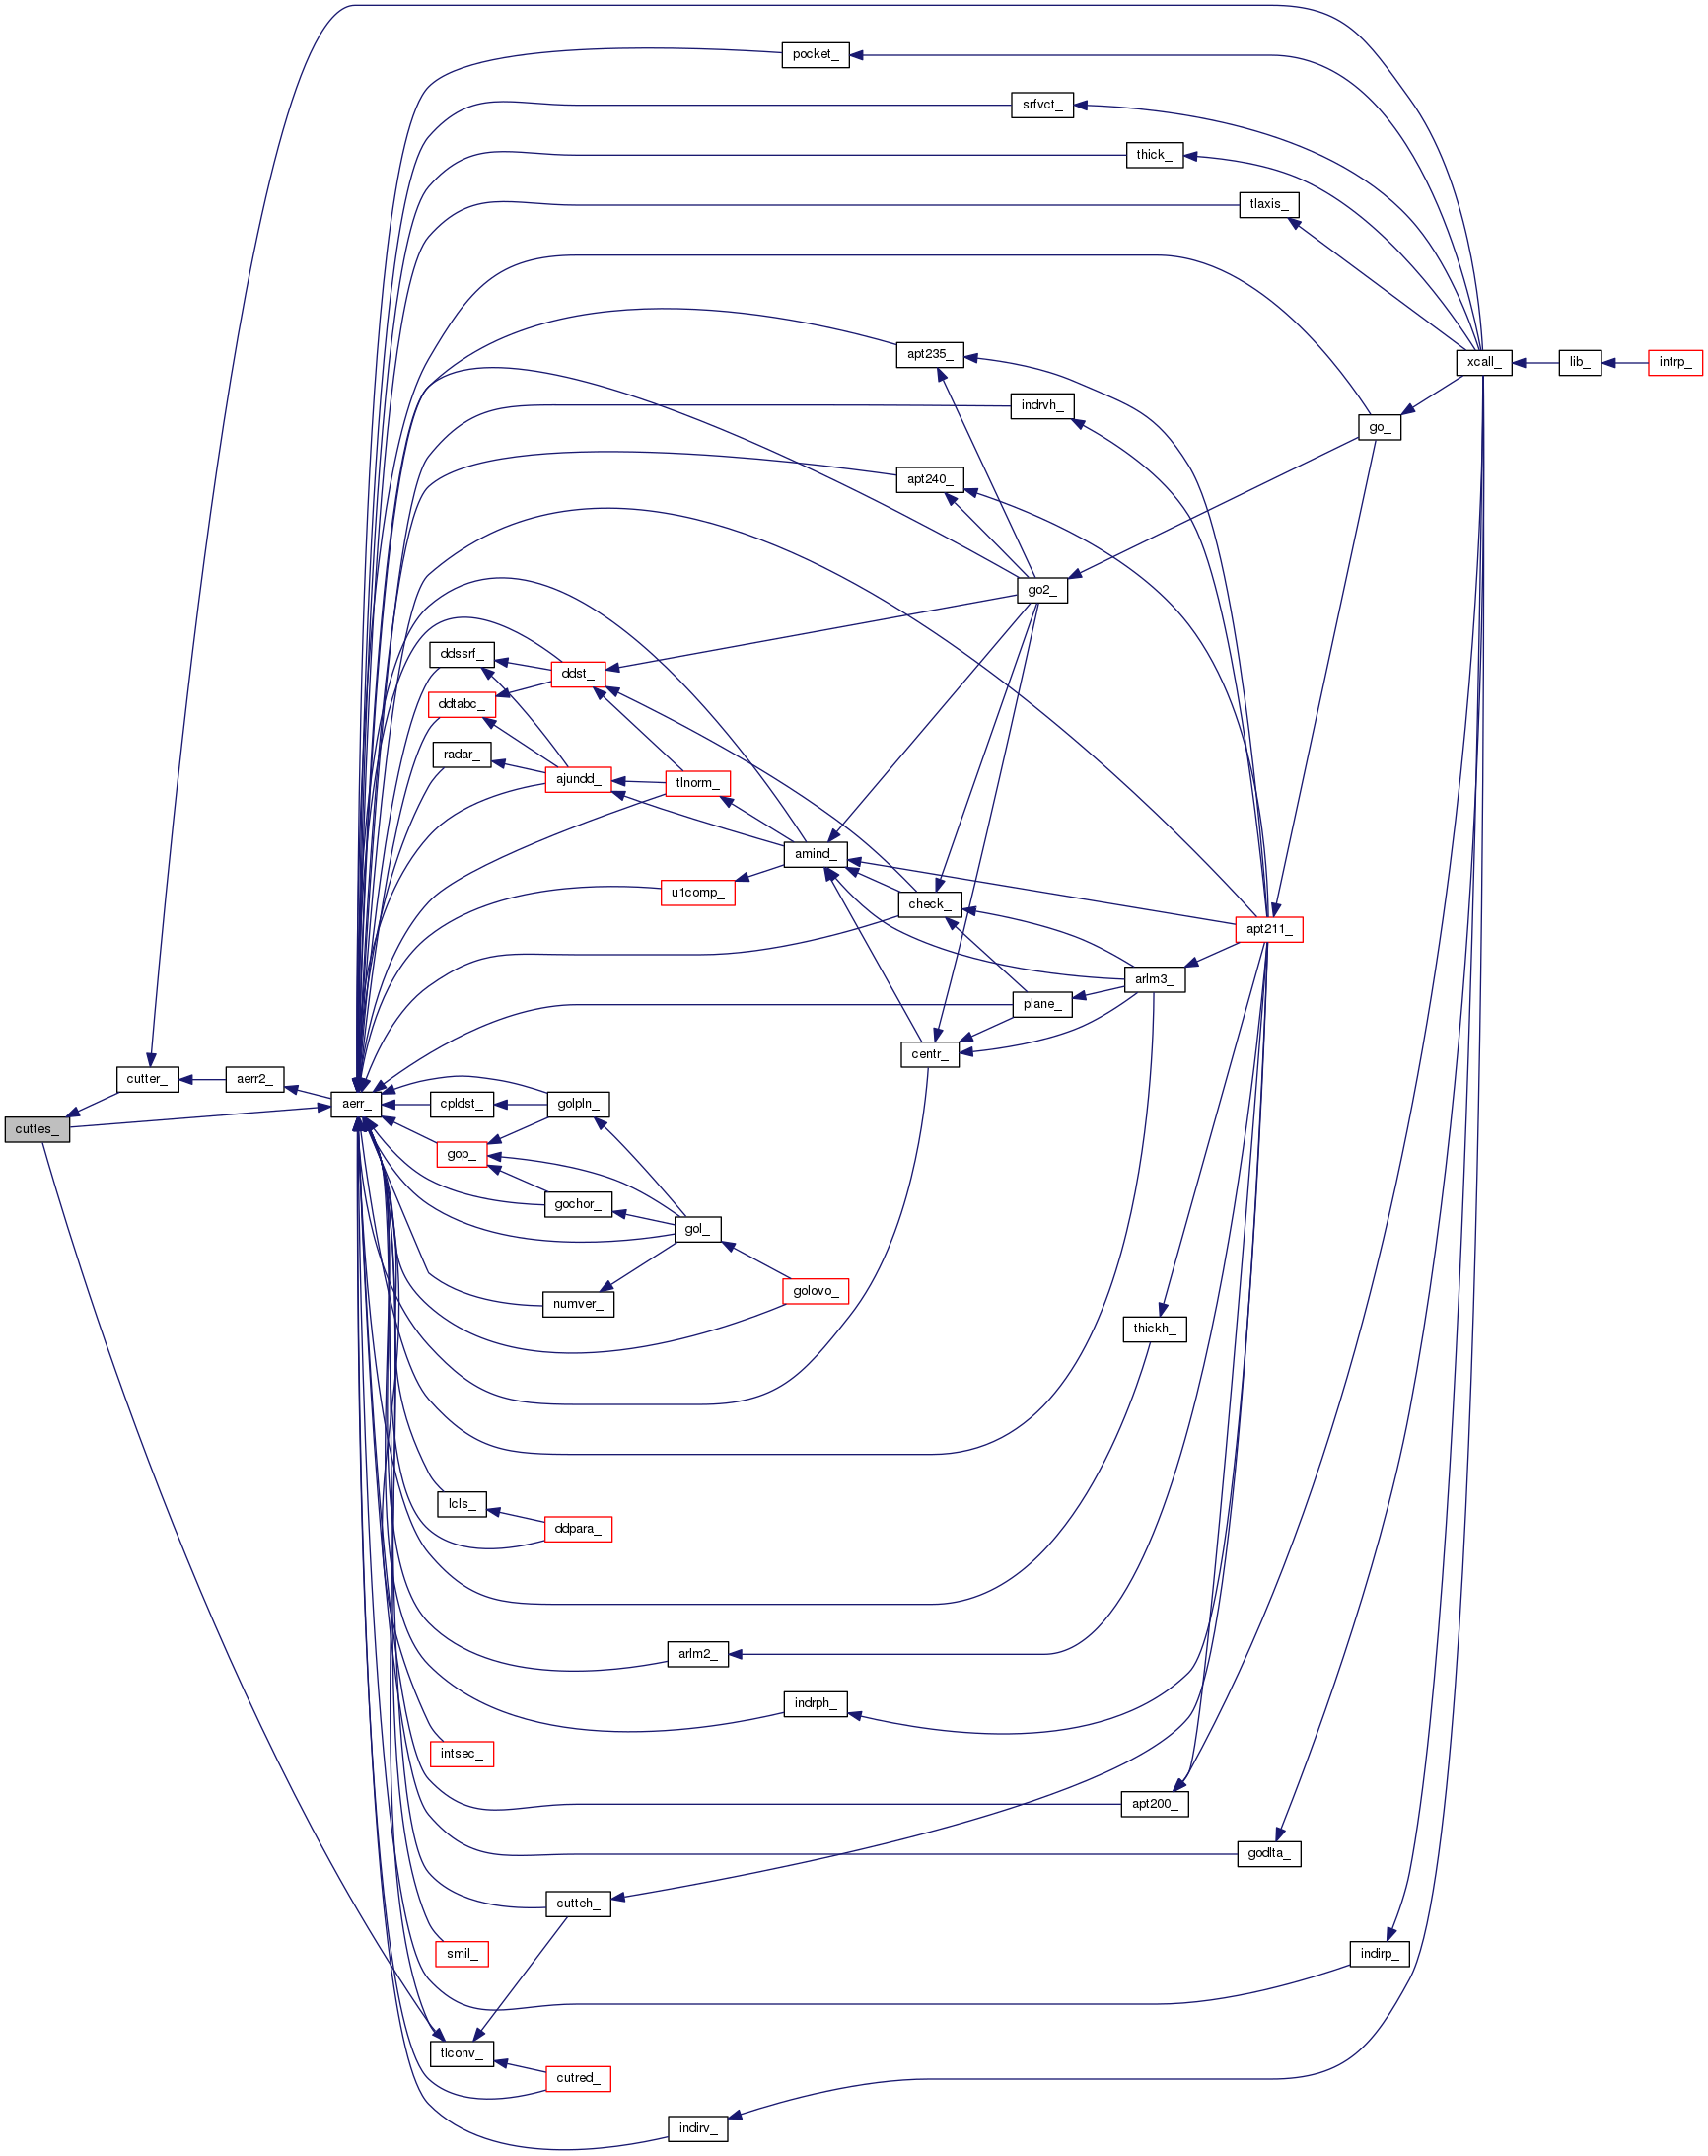 pocket_
srfvct_
thick_
tlaxis_
apt235_
xcall_
lib_
intrp_
indrvh_
go_
apt240_
go2_
ddssrf_
ddst_
ddtabc_
radar_
ajundd_
tlnorm_
amind_
u1comp_
check_
apt211_
arlm3_
plane_
centr_
cutter_
aerr2_
aerr_
cpldst_
golpln_
cuttes_
gop_
gochor_
gol_
golovo_
numver_
thickh_
lcls_
ddpara_
arlm2_
indrph_
intsec_
apt200_
godlta_
cutteh_
smil_
indirp_
tlconv_
cutred_
indirv_